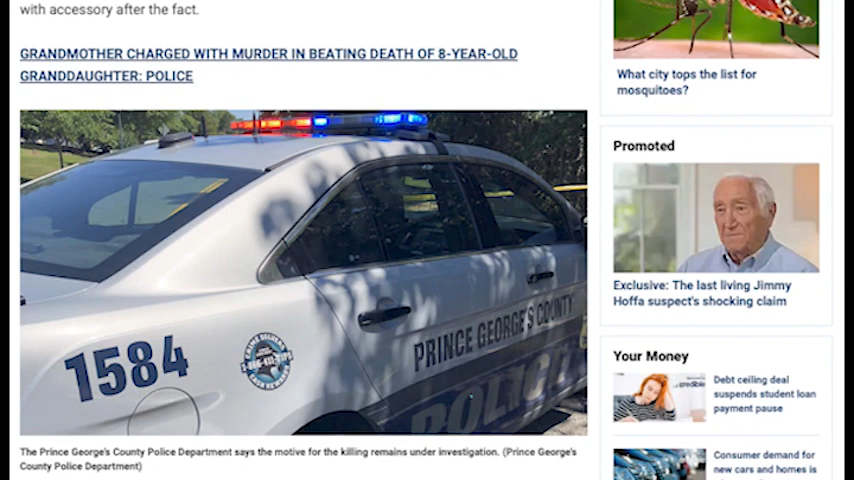 with accessory after the fact.
GRANDMOTHER CHARGED WITH MURDER IN BEATING DEATH OF 8-YEAR-OLD
GRANDDAUGHTER: POLICE
1584
PRINCE GEORGE'S COUNTY
POLICE
The Prince George's County Police Department says the motive for the killing remains under investigation. (Prince George's
County Police Department)
What city tops the list for
mosquitoes?
Promoted
Exclusive: The last living Jimmy
Hoffa suspect's shocking claim
Your Money
Debt ceiling deal
suspends student loan
payment pause
Consumer demand for
new cars and homes is